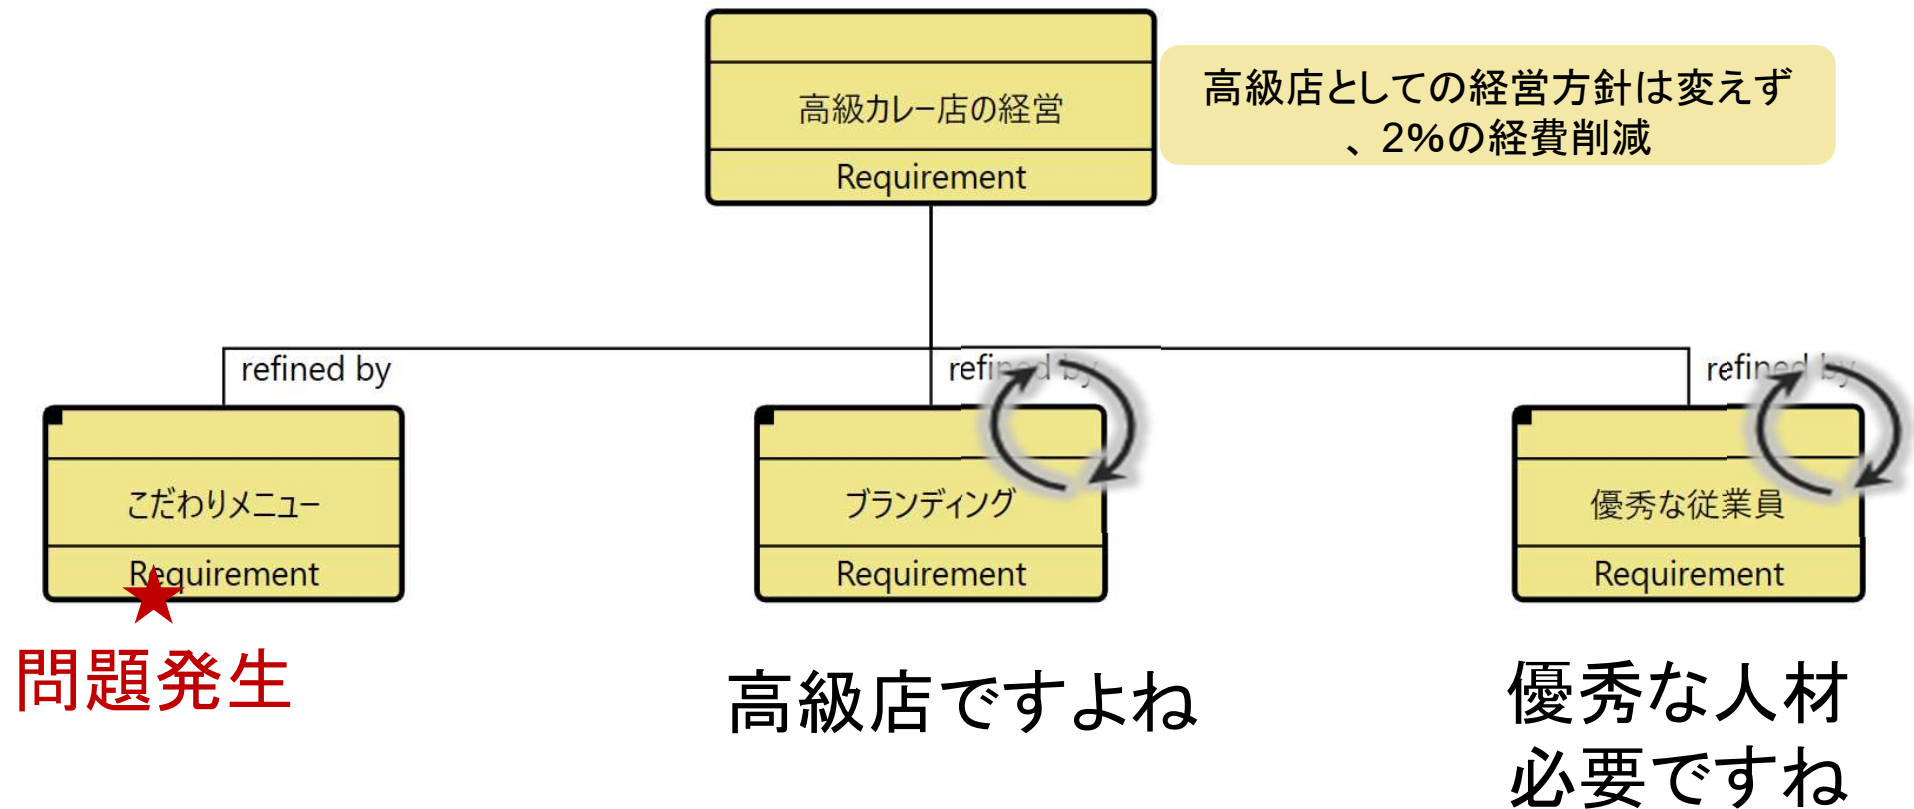 高級カレー店の経営
Requirement
高級店としての経営方針は変えず
、2%の経費削減
refined by
refined by
refined by
こだわりメニュー
Requirement
ブランディング
Requirement
優秀な従業員
Requirement
問題発生
高級店ですよね
優秀な人材
必要ですね